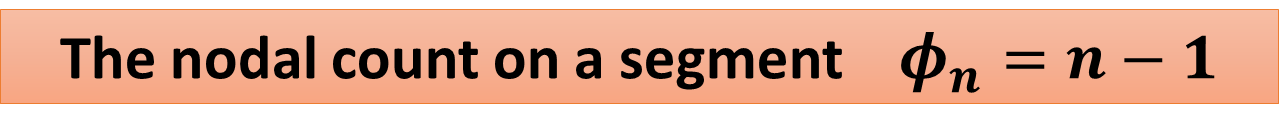 The nodal count on a segment ϕₙ = n − 1